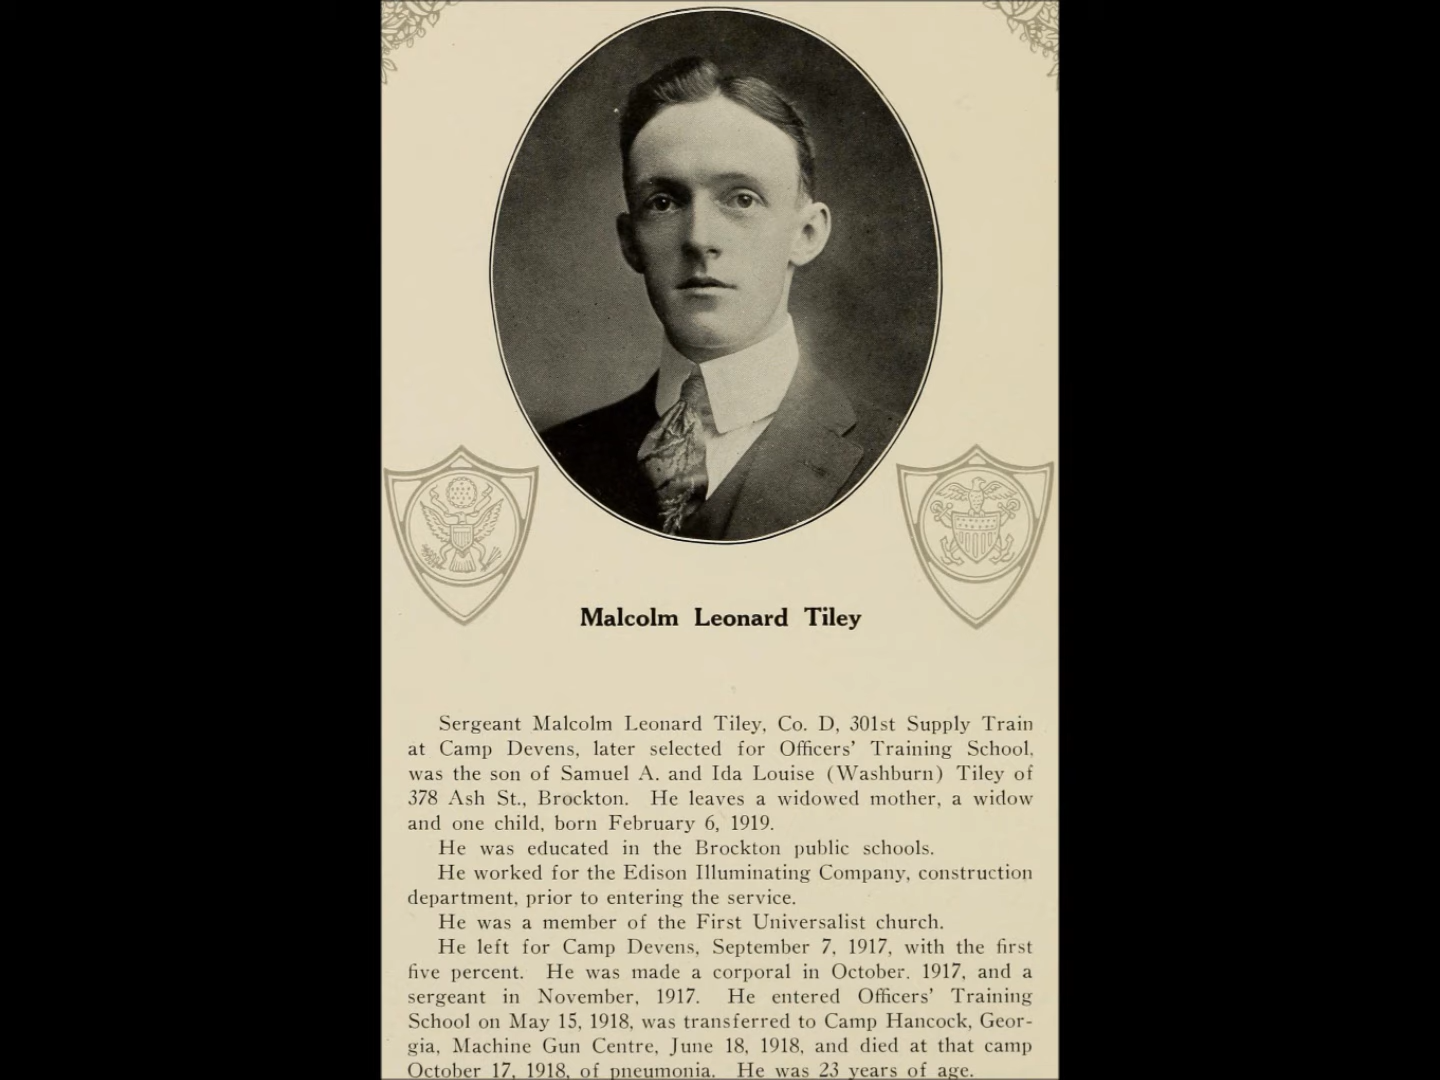 Malcolm Leonard Tiley
Sergeant Malcolm Leonard Tiley, Co. D, 301st Supply Train
at Camp Devens, later selected for Officers' Training School,
was the son of Samuel A. and Ida Louise (Washburn) Tiley of
378 Ash St., Brockton. He leaves a widowed mother, a widow
and one child, born February 6, 1919.
He was educated in the Brockton public schools.
He worked for the Edison Illuminating Company, construction
department, prior to entering the service.
He was a member of the First Universalist church.
He left for Camp Devens, September 7, 1917, with the first
five percent. He was made a corporal in October. 1917, and a
sergeant in November, 1917. He entered Officers' Training
School on May 15, 1918, was transferred to Camp Hancock, Geor-
gia, Machine Gun Centre, June 18, 1918, and died at that camp
October 17, 1918, of pneumonia. He was 23 years of age.